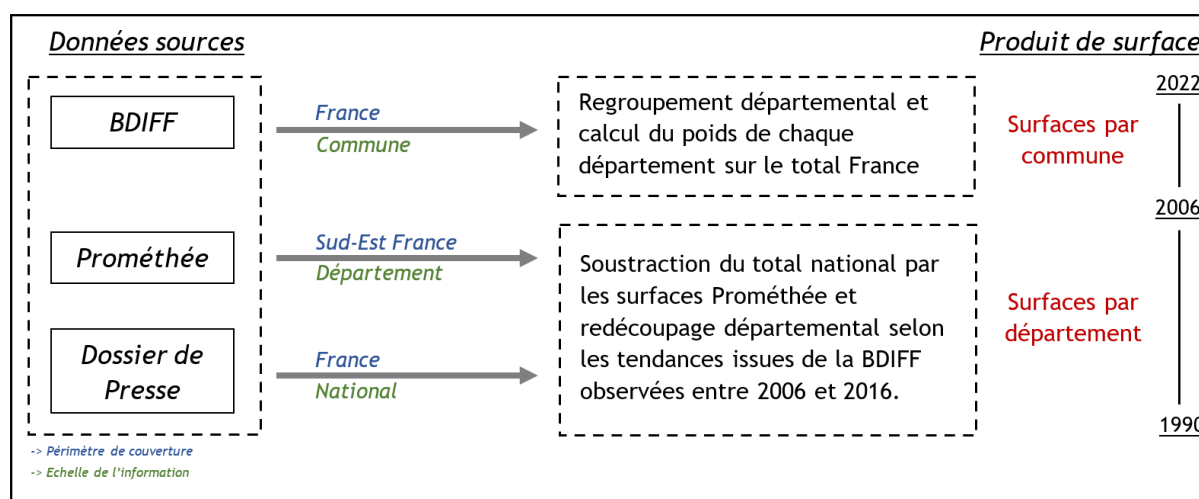 Données sources
Produit de surface
BDIFF
France
Commune
Regroupement départemental et
calcul du poids de chaque
département sur le total France
Surfaces par
commune
2022
2006
Prométhée
Sud-Est France
Département
Soustraction du total national par
les surfaces Prométhée et
redécoupage départemental selon
les tendances issues de la BDIFF
observées entre 2006 et 2016.
Surfaces par
département
Dossier de
Presse
France
National
1990
-> Périmètre de couverture
-> Echelle de l'information